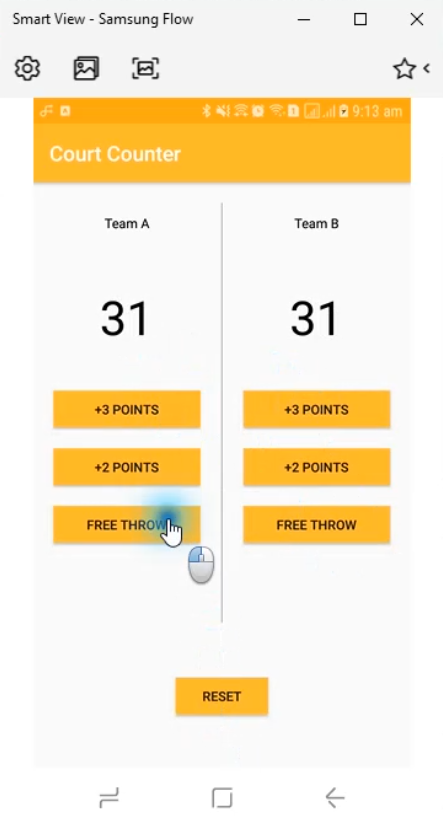 Smart View - Samsung Flow
9:13 am
Court Counter
Team A
Team B
31
31
+3 POINTS
+3 POINTS
+2 POINTS
+2 POINTS
FREE THROW
FREE THROW
RESET